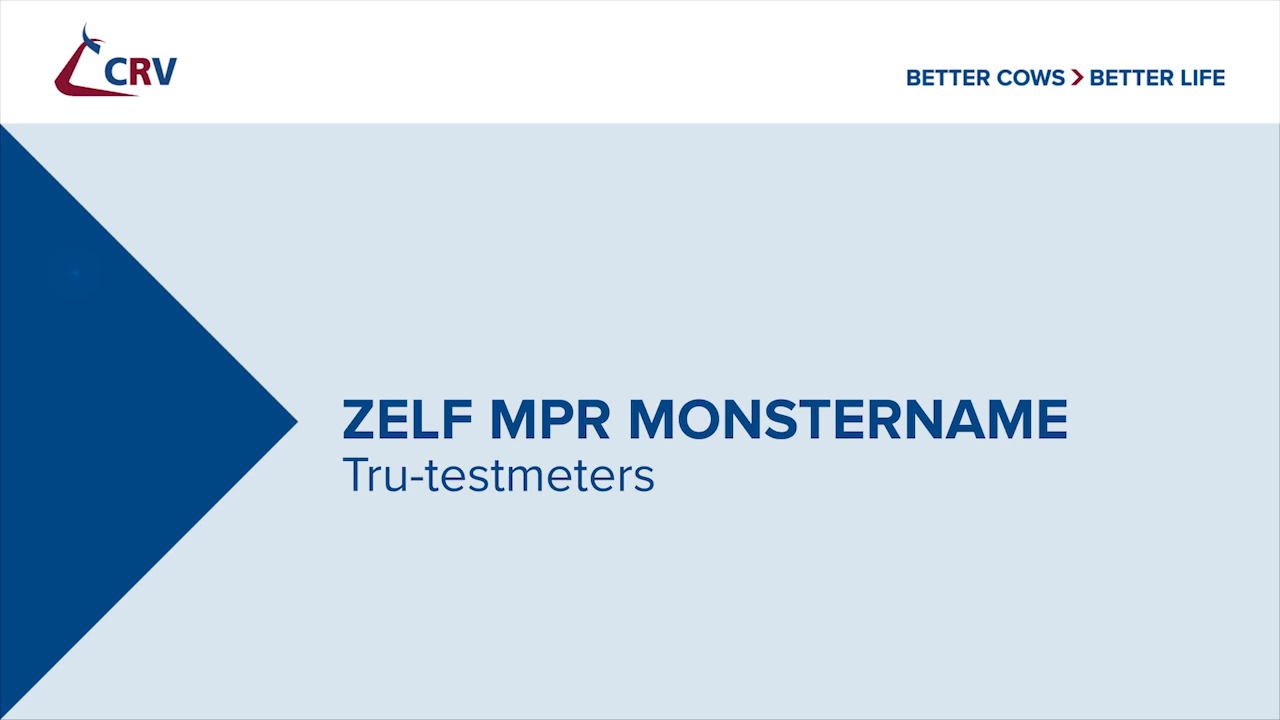 CRV
BETTER COWS > BETTER LIFE
ZELF MPR MONSTERNAME
Tru-testmeters